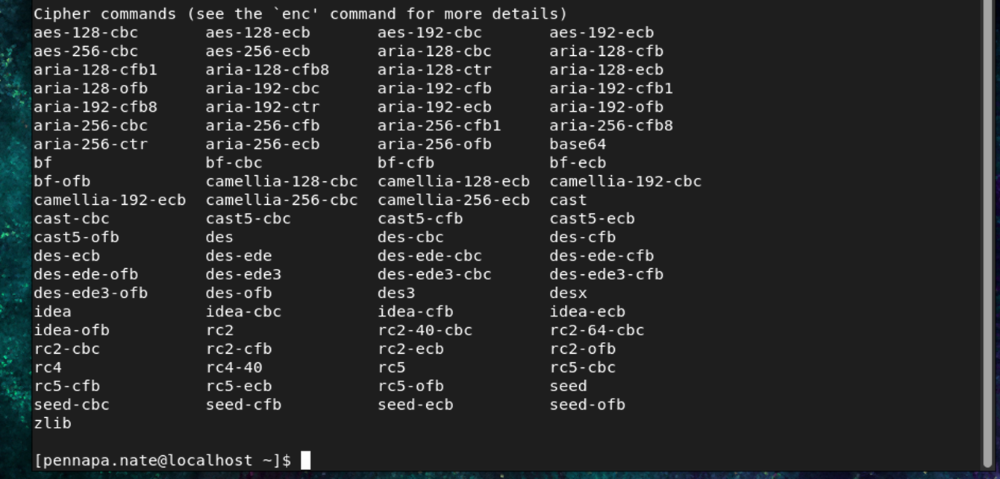 Cipher commands (see the `enc' command for more details)
aes-128-cbc       aes-128-ecb       aes-192-cbc       aes-192-ecb
aes-256-cbc       aes-256-ecb       aria-128-cbc      aria-128-cfb
aria-128-cfb1     aria-128-cfb8     aria-128-ctr      aria-128-ecb
aria-128-ofb      aria-192-cbc      aria-192-cfb      aria-192-cfb1
aria-192-cfb8     aria-192-ctr      aria-192-ecb      aria-192-ofb
aria-256-cbc      aria-256-cfb      aria-256-cfb1     aria-256-cfb8
aria-256-ctr      aria-256-ecb      aria-256-ofb      base64
bf                bf-cbc            bf-cfb            bf-ecb
bf-ofb            camellia-128-cbc  camellia-128-ecb  camellia-192-cbc
camellia-192-ecb  camellia-256-cbc  camellia-256-ecb  cast
cast-cbc          cast5-cbc         cast5-cfb         cast5-ecb
cast5-ofb         des               des-cbc           des-cfb
des-ecb           des-ede           des-ede-cbc       des-ede-cfb
des-ede-ofb       des-ede3          des-ede3-cbc      des-ede3-cfb
des-ede3-ofb      des-ofb           des3              desx
idea              idea-cbc          idea-cfb          idea-ecb
idea-ofb          rc2               rc2-40-cbc        rc2-64-cbc
rc2-cbc           rc2-cfb           rc2-ecb           rc2-ofb
rc4               rc4-40            rc5               rc5-cbc
rc5-cfb           rc5-ecb           rc5-ofb           seed
seed-cbc          seed-cfb          seed-ecb          seed-ofb
zlib
[pennapa.nate@localhost ~]$